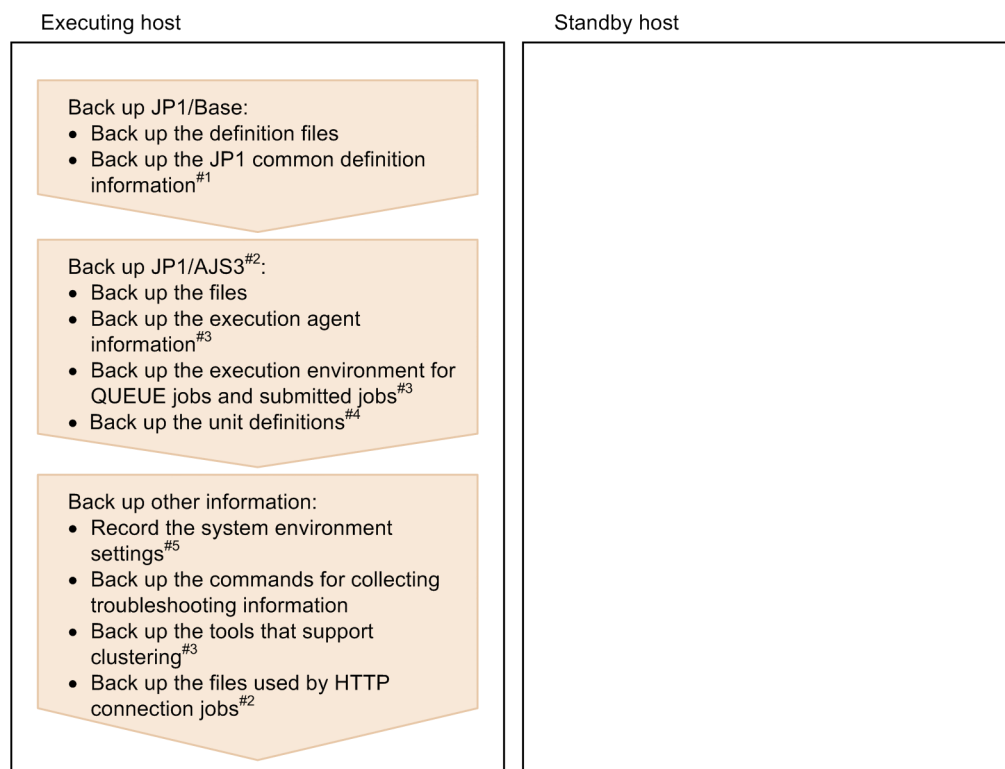 Executing host
Standby host
Back up JP1/Base:
• Back up the definition files
• Back up the JP1 common definition
information#1
Back up JP1/AJS3#2:
• Back up the files
• Back up the execution agent
information#3
• Back up the execution environment for
QUEUE jobs and submitted jobs#3
• Back up the unit definitions#4
Back up other information:
• Record the system environment
settings#5
• Back up the commands for collecting
troubleshooting information
• Back up the tools that support
clustering#3
• Back up the files used by HTTP
connection jobs#2